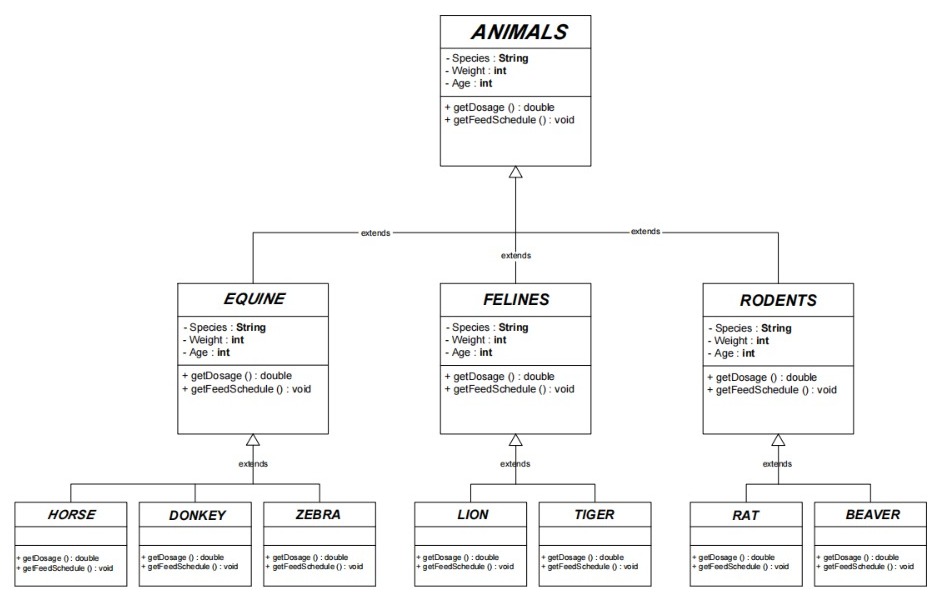 ANIMALS
- Species : String
- Weight : int
- Age : int
+ getDosage () : double
+ getFeedSchedule () : void
extends
extends
extends
EQUINE
- Species : String
- Weight : int
- Age : int
+ getDosage () : double
+ getFeedSchedule () : void
FELINES
- Species : String
- Weight : int
- Age : int
+ getDosage () : double
+ getFeedSchedule () : void
RODENTS
- Species : String
- Weight : int
- Age : int
+ getDosage () : double
+ getFeedSchedule () : void
extends
extends
extends
HORSE
+ getDosage () : double
+ getFeedSchedule () : void
DONKEY
+ getDosage () : double
+ getFeedSchedule () : void
ZEBRA
+ getDosage () : double
+ getFeedSchedule () : void
LION
+ getDosage () : double
+ getFeedSchedule () : void
TIGER
+ getDosage () : double
+ getFeedSchedule () : void
RAT
+ getDosage () : double
+ getFeedSchedule () : void
BEAVER
+ getDosage () : double
+ getFeedSchedule () : void